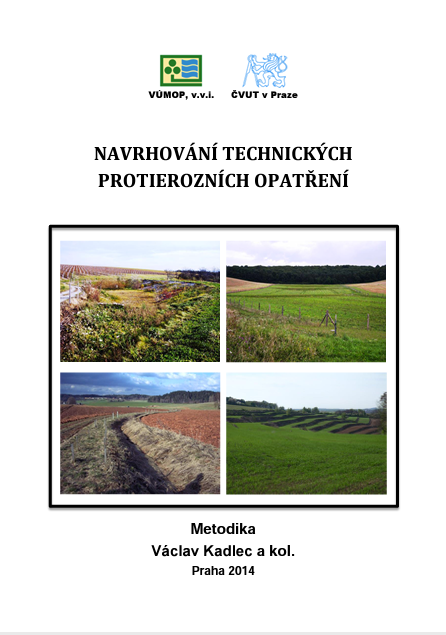 VÚMOP, v.v.i. ČVUT v Praze
NAVRHOVÁNÍ TECHNICKÝCH
PROTIEROZNÍCH OPATŘENÍ
Metodika
Václav Kadlec a kol.
Praha 2014